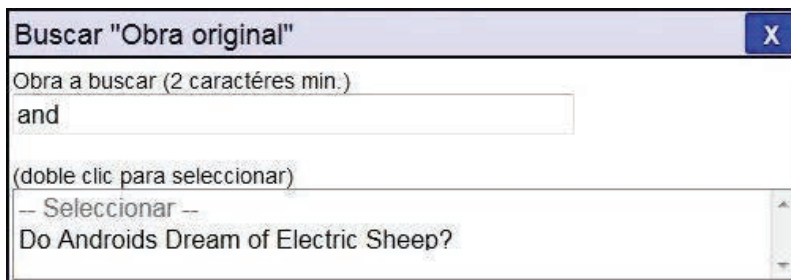 Buscar "Obra original"
X
Obra a buscar (2 caractéres min.)
and
(doble clic para seleccionar)
-- Seleccionar --
Do Androids Dream of Electric Sheep?